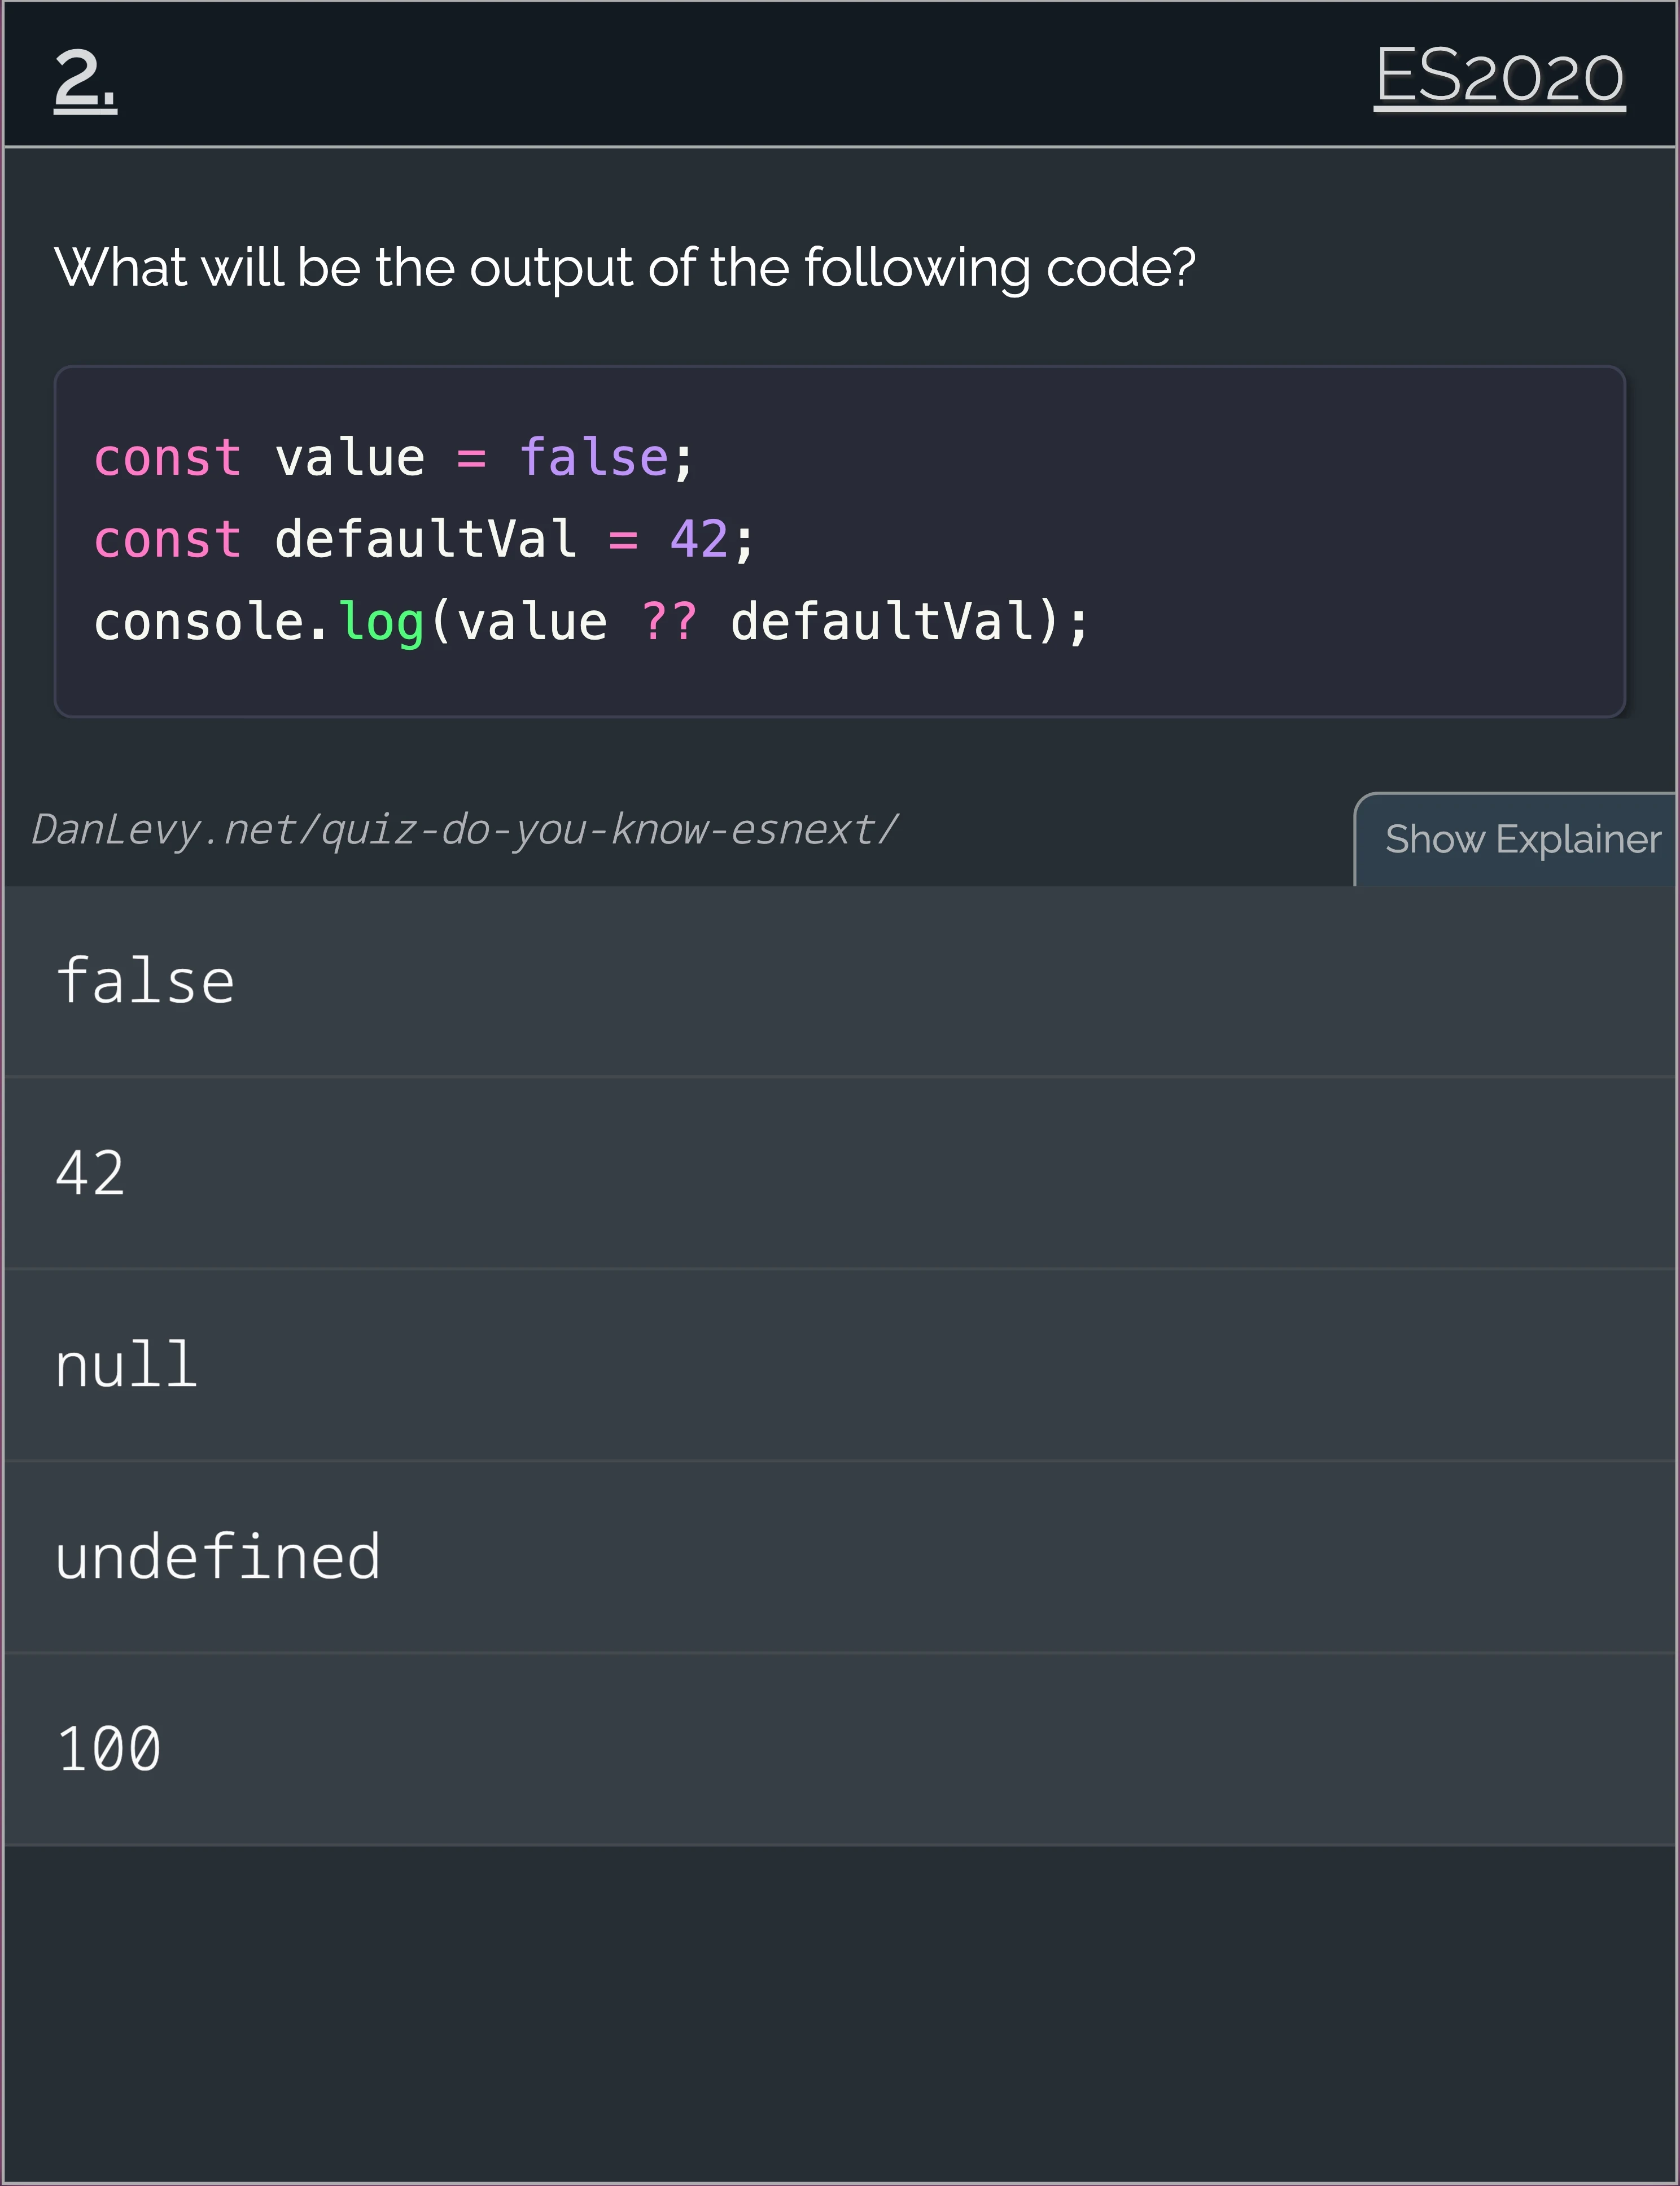 2.
ES2020
What will be the output of the following code?
const value = false;
const defaultVal = 42;
console.log(value ?? defaultVal);
DanLevy.net/quiz-do-you-know-esnext/
Show Explainer
false
42
null
undefined
100